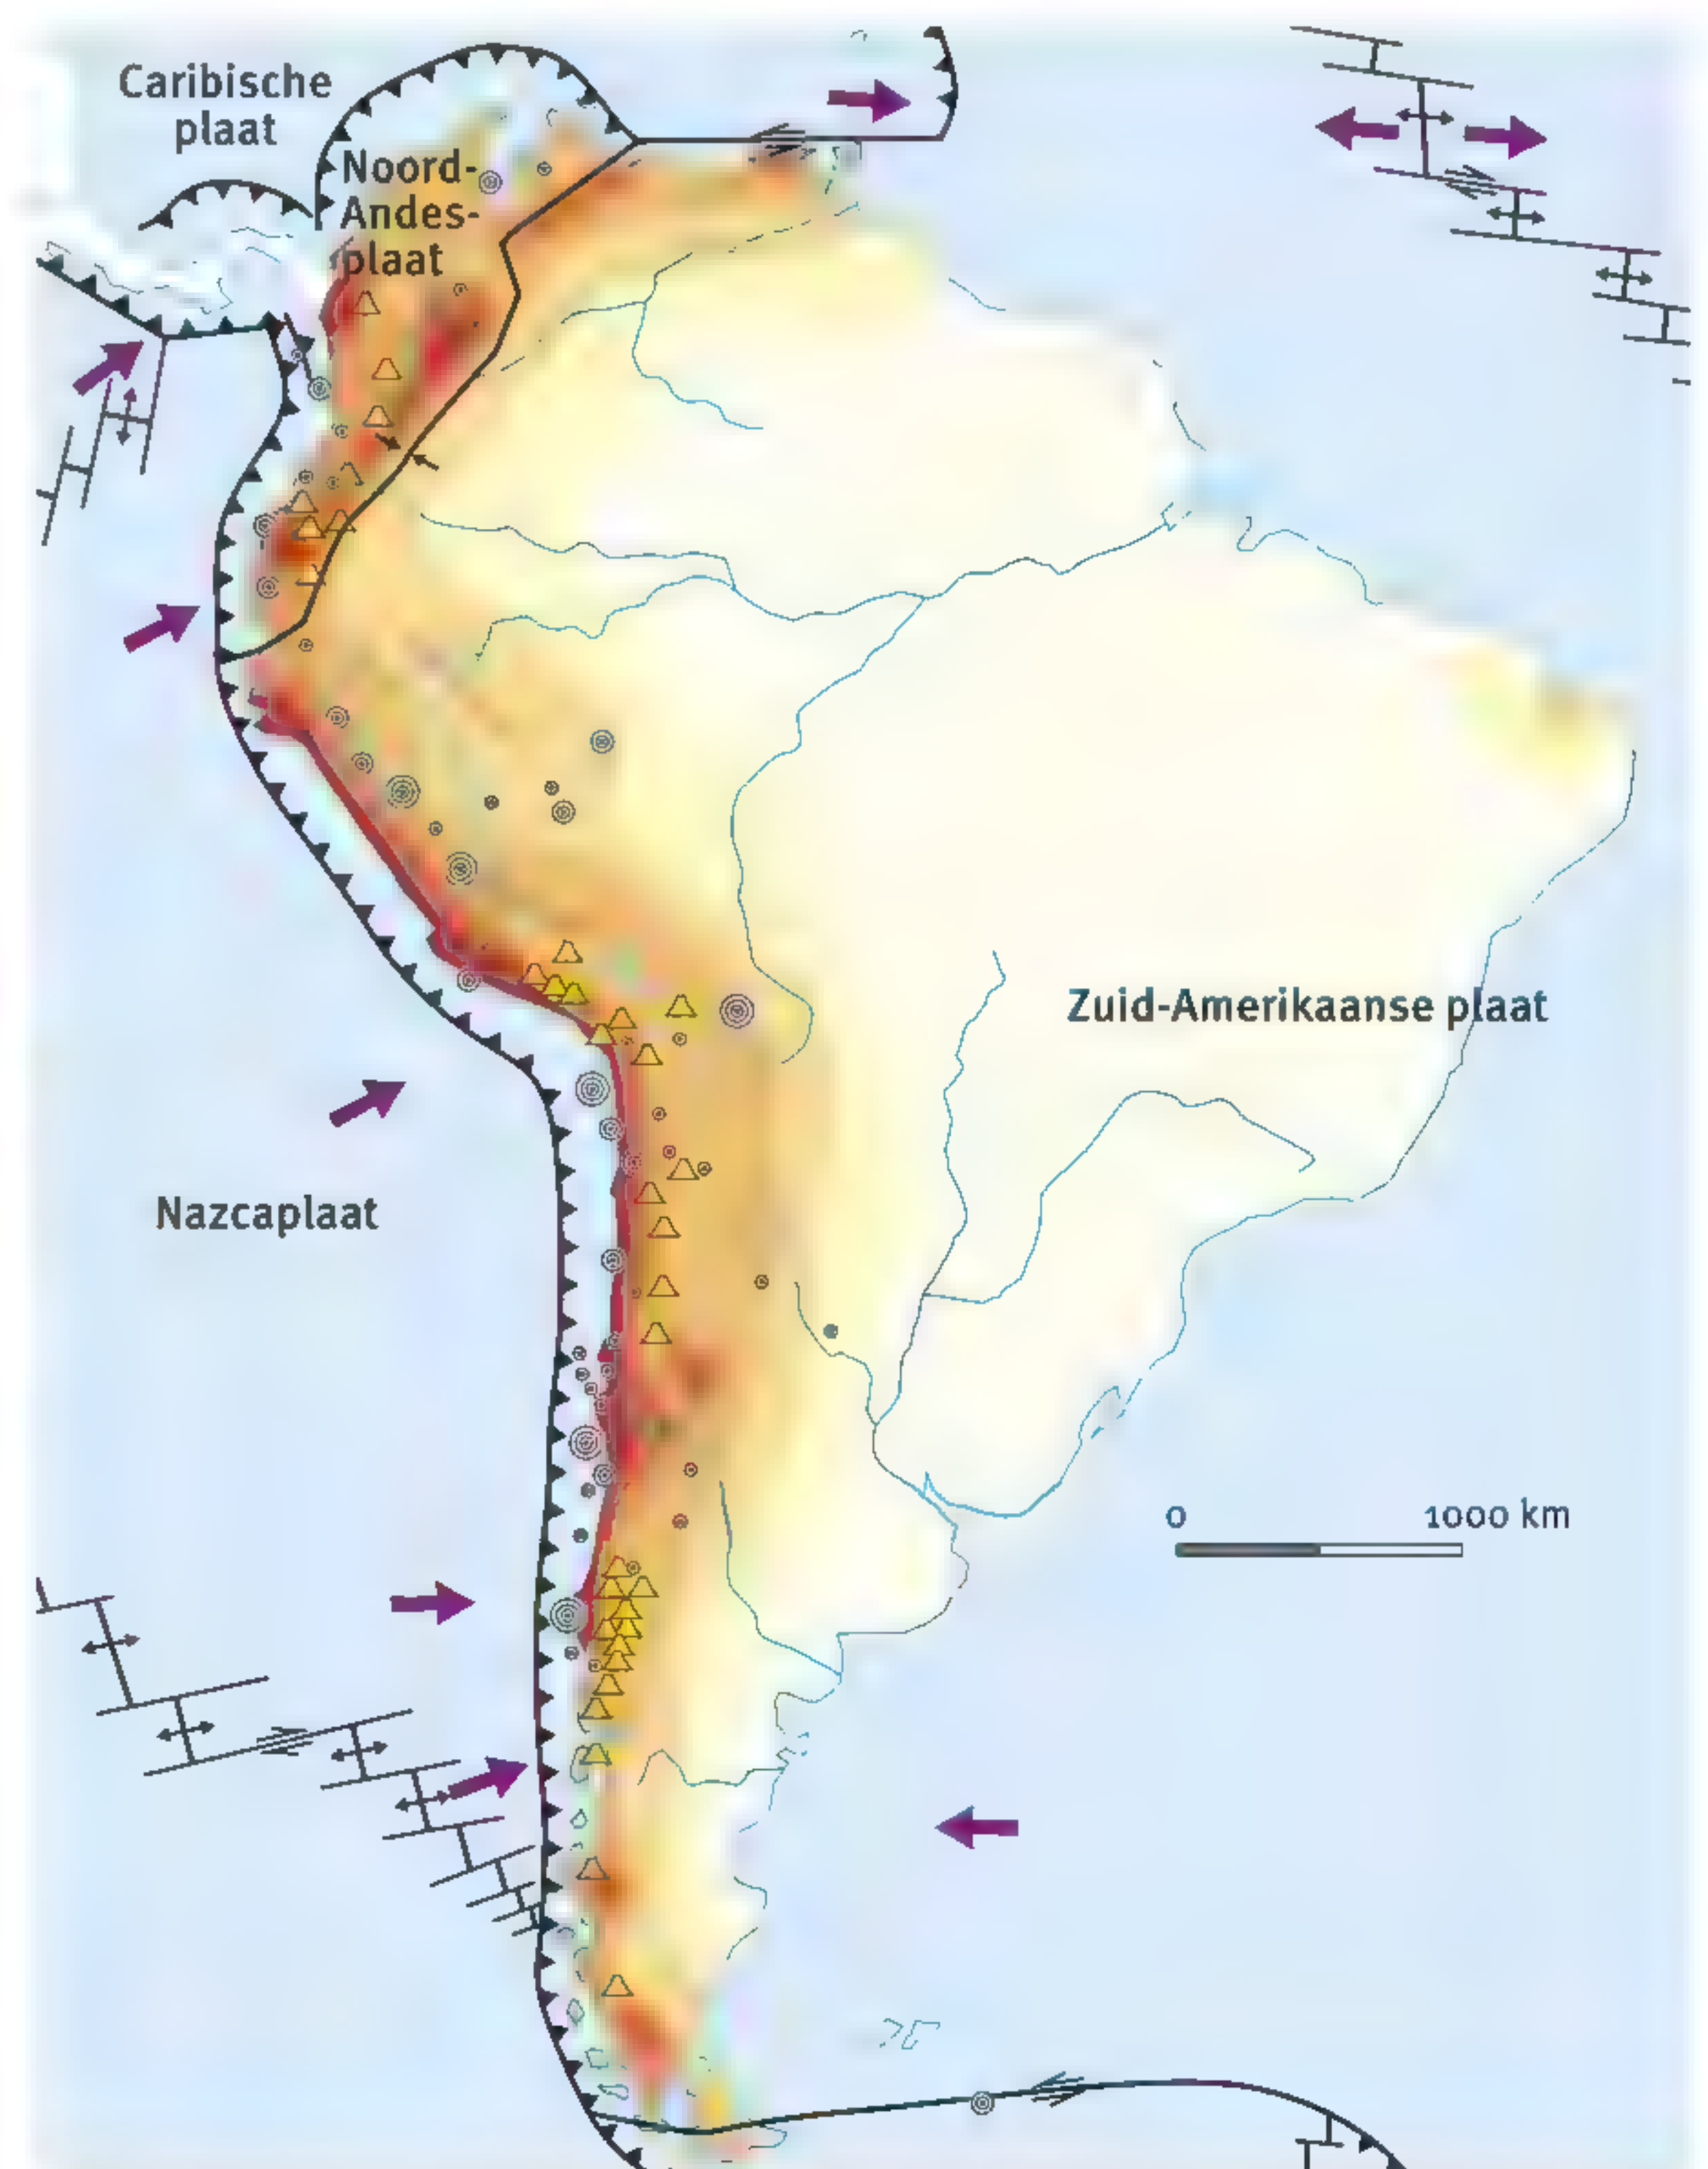 Caribische
plaat
Noord-
Andes-
plaat
Zuid-Amerikaanse plaat
Nazcaplaat
0 1000 km